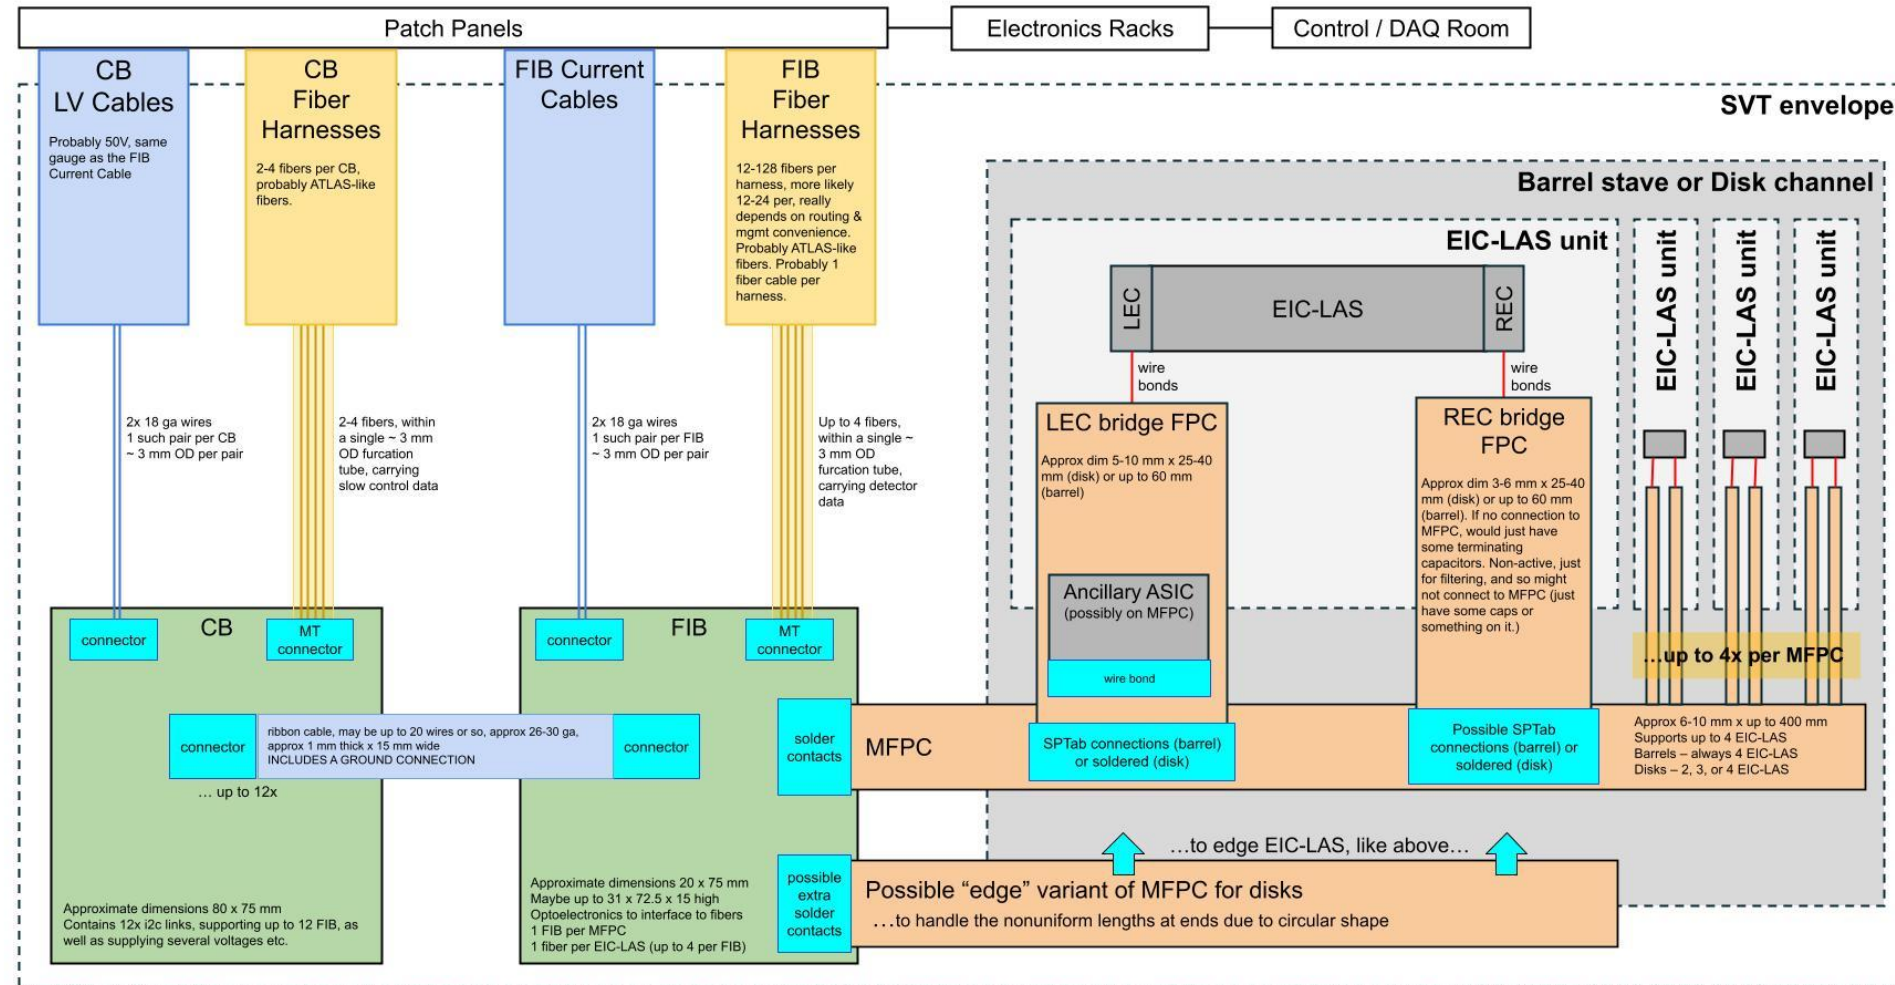 Patch Panels
Electronics Racks
Control / DAQ Room
CB
LV Cables
Probably 50V, same
gauge as the FIB
Current Cable
CB
Fiber
Harnesses
2-4 fibers per CB,
probably ATLAS-like
fibers.
FIB Current
Cables
FIB
Fiber
Harnesses
12-128 fibers per
harness, more likely
12-24 per, really
depends on routing &
mgmt convenience.
Probably ATLAS-like
fibers. Probably 1
fiber cable per
harness.
SVT envelope
Barrel stave or Disk channel
EIC-LAS unit
LEC
EIC-LAS
REC
wire
bonds
wire
bonds
EIC-LAS unit
EIC-LAS unit
EIC-LAS unit
2x 18 ga wires
1 such pair per CB
~ 3 mm OD per pair
2-4 fibers, within
a single ~ 3 mm
OD furcation
tube, carrying
slow control data
2x 18 ga wires
1 such pair per FIB
~ 3 mm OD per pair
Up to 4 fibers,
within a single ~
3 mm OD
furcation tube,
carrying detector
data
LEC bridge FPC
Approx dim 5-10 mm x 25-40
mm (disk) or up to 60 mm
(barrel)
Ancillary ASIC
(possibly on MFPC)
wire bond
SPTab connections (barrel)
or soldered (disk)
REC bridge
FPC
Approx dim 3-6 mm x 25-40
mm (disk) or up to 60 mm
(barrel). If no connection to
MFPC, would just have
some terminating
capacitors. Non-active, just
for filtering, and so might
not connect to MFPC (just
have some caps or
something on it.)
Possible SPTab
connections (barrel) or
soldered (disk)
...up to 4x per MFPC
Approx 6-10 mm x up to 400 mm
Supports up to 4 EIC-LAS
Barrels – always 4 EIC-LAS
Disks – 2, 3, or 4 EIC-LAS
CB
connector
MT
connector
connector
ribbon cable, may be up to 20 wires or so, approx 26-30 ga,
approx 1 mm thick x 15 mm wide
INCLUDES A GROUND CONNECTION
connector
… up to 12x
Approximate dimensions 80 x 75 mm
Contains 12x i2c links, supporting up to 12 FIB, as
well as supplying several voltages etc.
FIB
connector
MT
connector
solder
contacts
MFPC
Approximate dimensions 20 x 75 mm
Maybe up to 31 x 72.5 x 15 high
Optoelectronics to interface to fibers
1 FIB per MFPC
1 fiber per EIC-LAS (up to 4 per FIB)
possible
extra
solder
contacts
…to edge EIC-LAS, like above…
Possible “edge” variant of MFPC for disks
…to handle the nonuniform lengths at ends due to circular shape